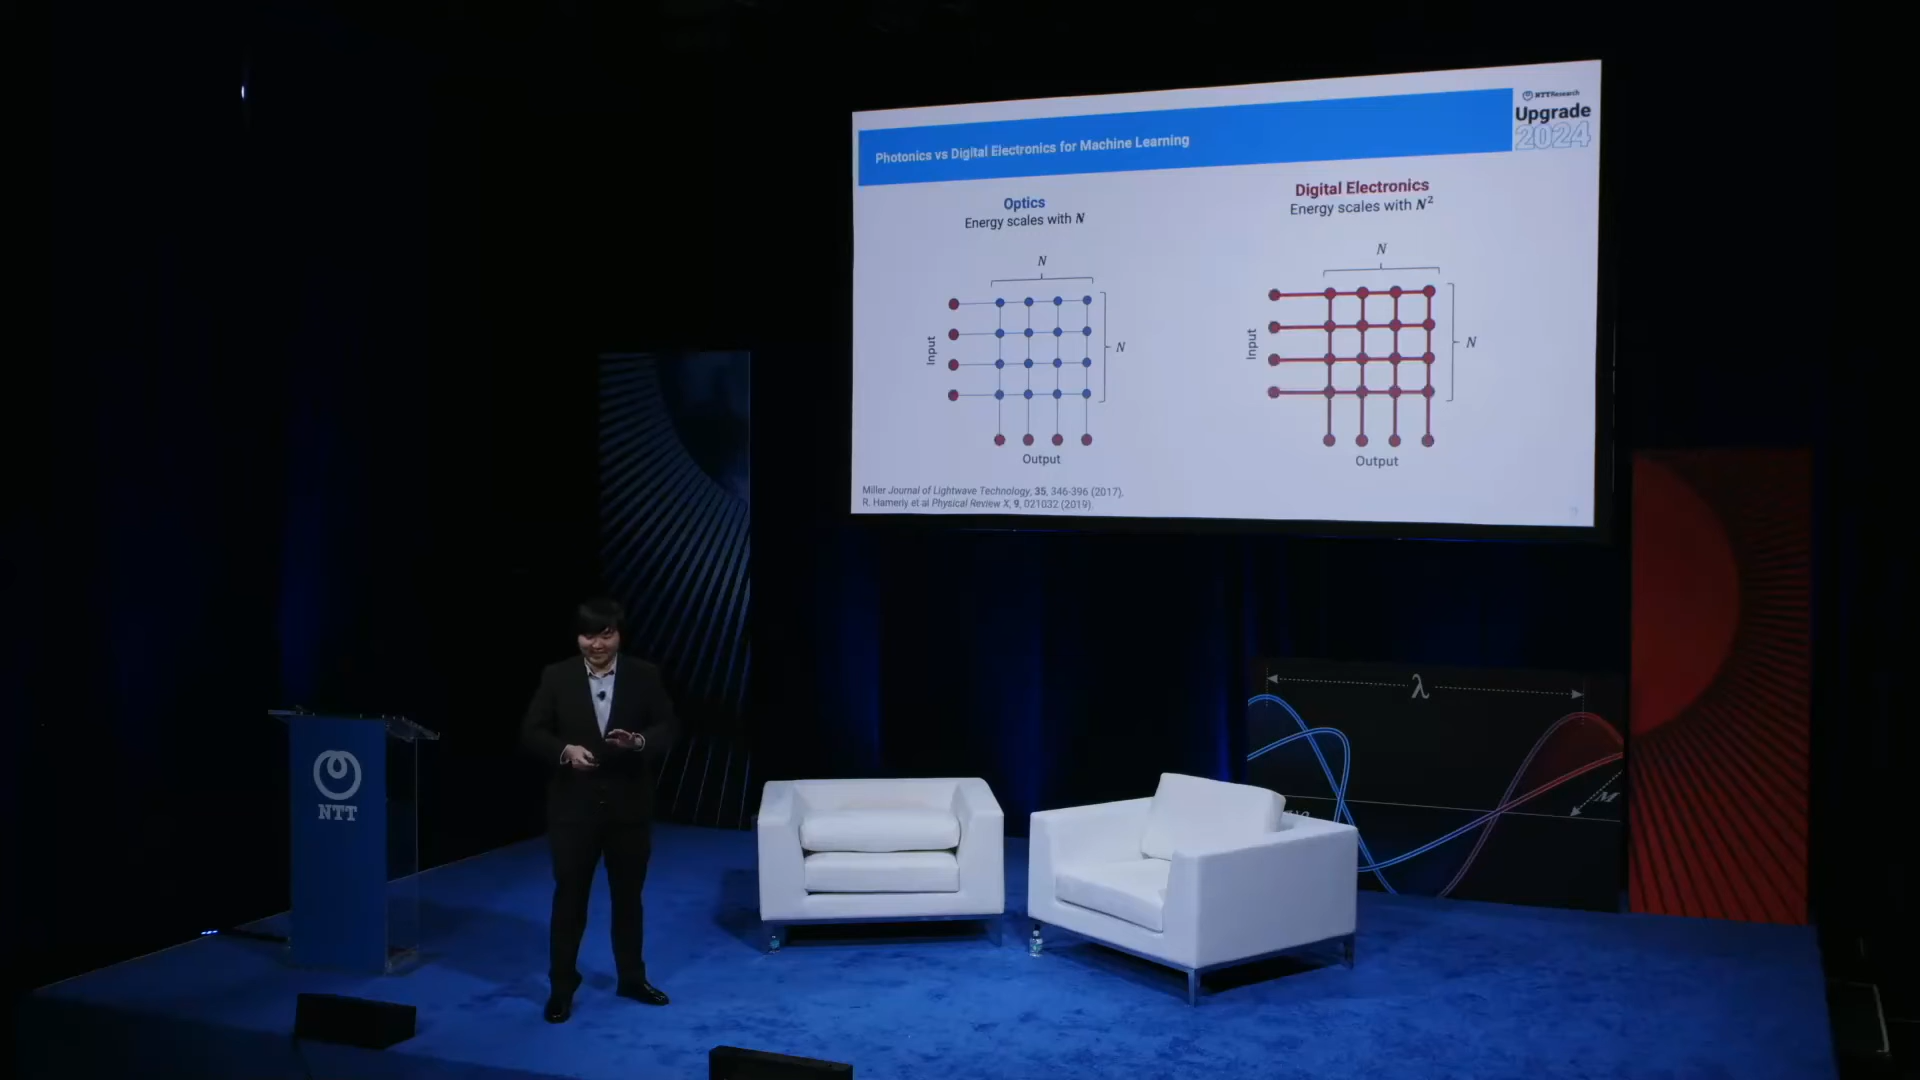 NTTResearch
Upgrade
2024
Photonics vs Digital Electronics for Machine Learning
Optics
Energy scales with N
N
Input
N
Output
Digital Electronics
Energy scales with N²
N
Input
N
Output
Miller Journal of Lightwave Technology, 35, 346-396 (2017).
R. Hamerly et al Physical Review X, 9, 021032 (2019).
λ
M
NTT